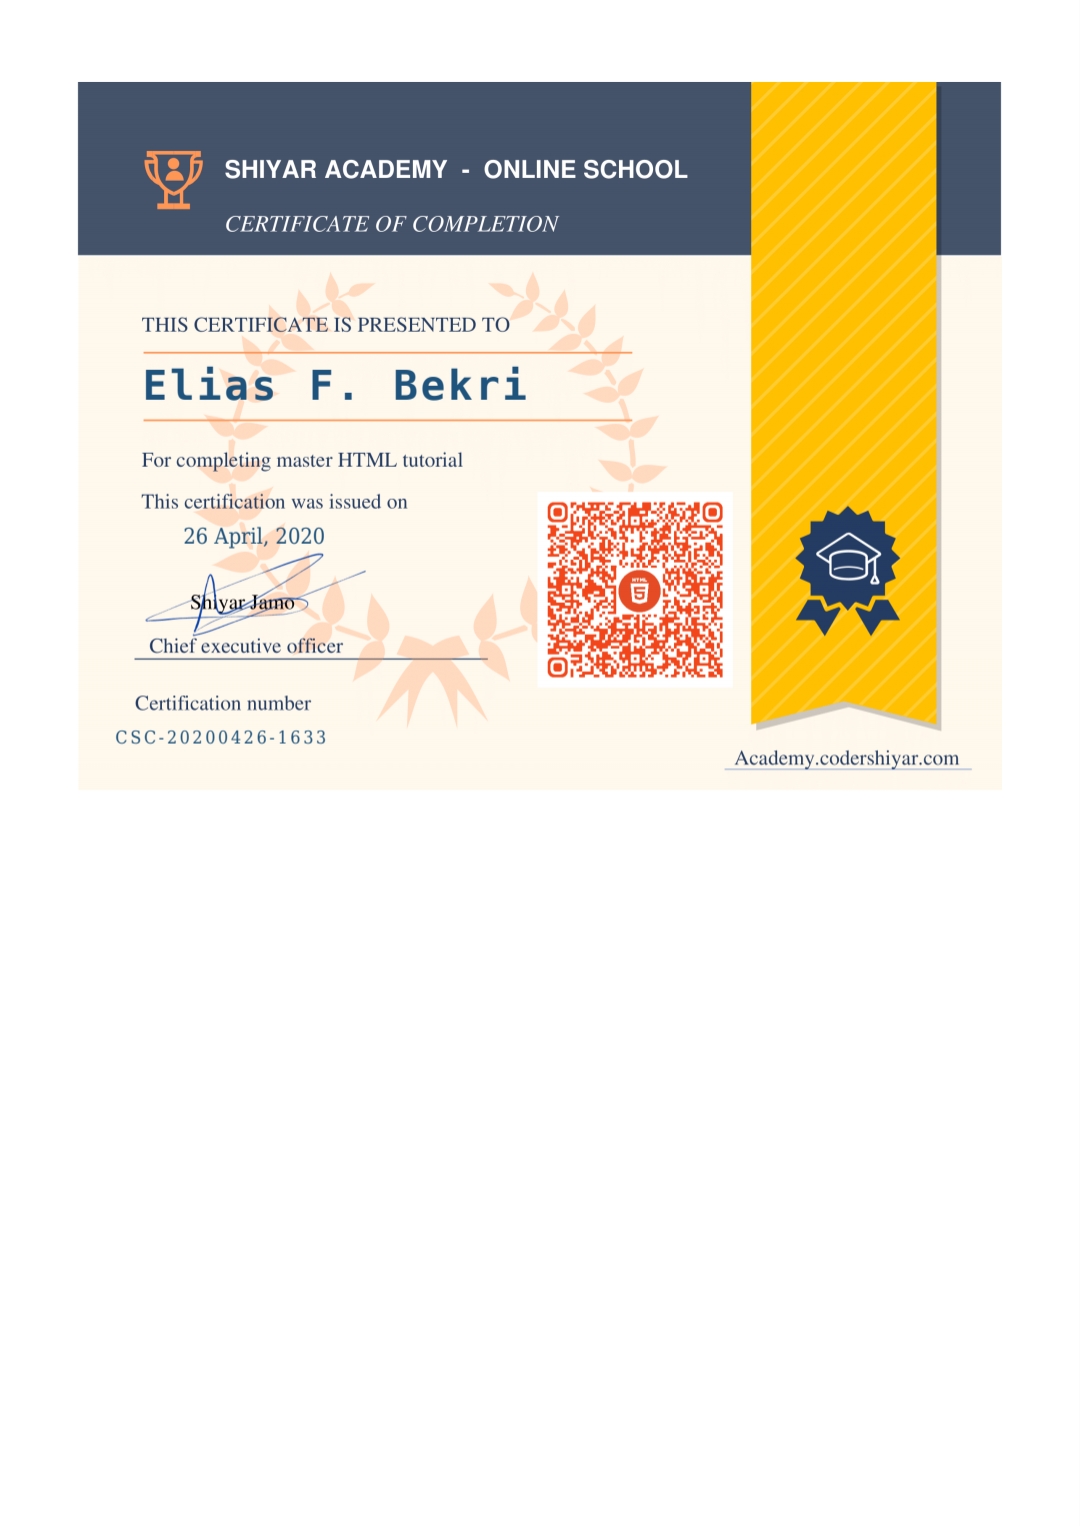 SHIYAR ACADEMY - ONLINE SCHOOL
CERTIFICATE OF COMPLETION
THIS CERTIFICATE IS PRESENTED TO
Elias F. Bekri
For completing master HTML tutorial
This certification was issued on
26 April, 2020
Shiyar Jamo
Chief executive officer
HTML
5
Certification number
CSC-20200426-1633
Academy.codershiyar.com